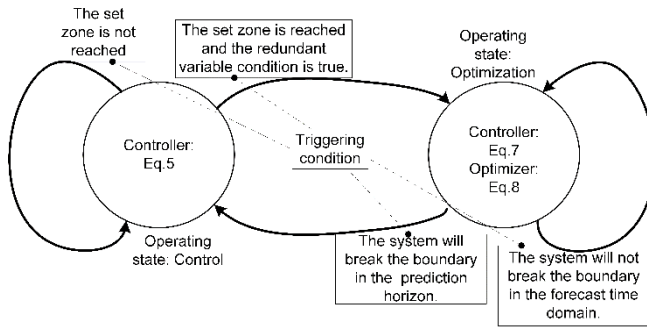 The set
zone is not
reached
The set zone is reached
and the redundant
variable condition is true.
Operating
state:
Optimization
Controller:
Eq.5
Triggering
condition
Controller:
Eq.7
Optimizer:
Eq.8
Operating
state: Control
The system will
break the boundary
in the prediction
horizon.
The system will not
break the boundary
in the forecast time
domain.